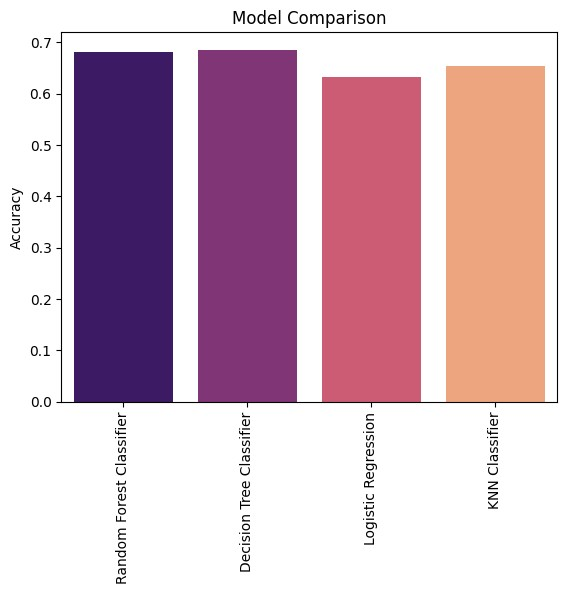 Model Comparison
Accuracy
0.7
0.6
0.5
0.4
0.3
0.2
0.1
0.0
Random Forest Classifier
Decision Tree Classifier
Logistic Regression
KNN Classifier